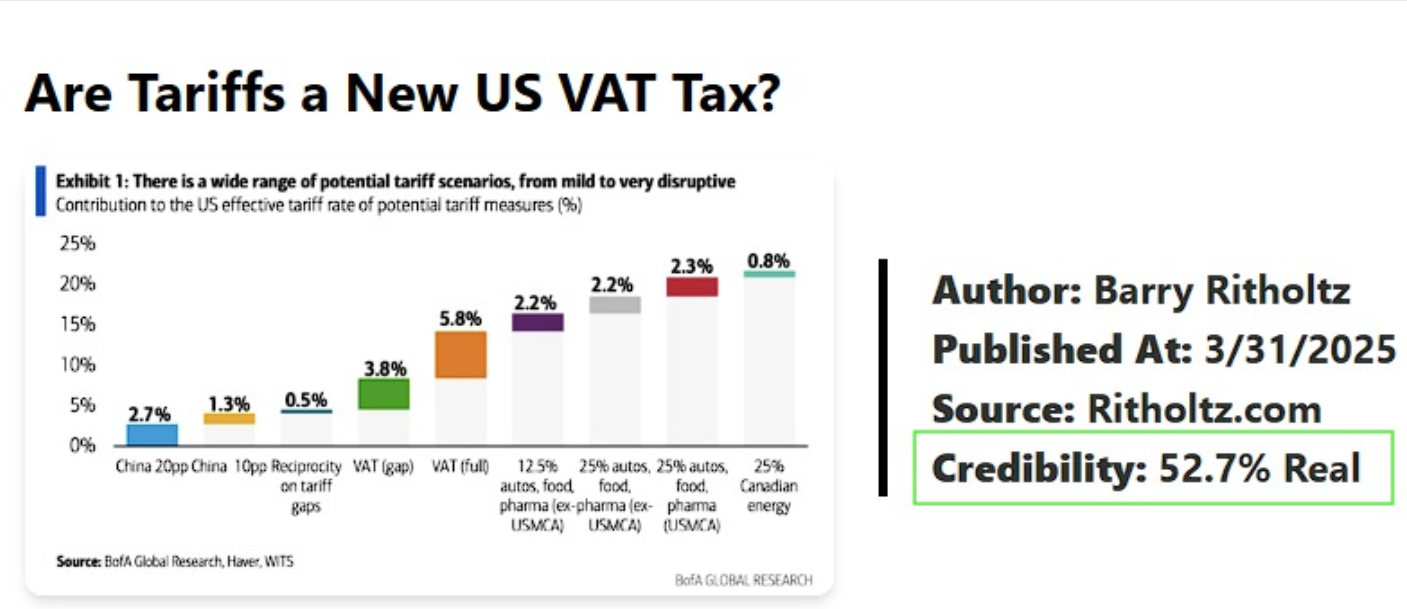 Are Tariffs a New US VAT Tax?
Exhibit 1: There is a wide range of potential tariff scenarios, from mild to very disruptive
Contribution to the US effective tariff rate of potential tariff measures (%)
25%
20%
15%
10%
5%
0%
2.7%
1.3%
0.5%
3.8%
5.8%
2.2%
2.2%
2.3%
0.8%
China 20pp
China 10pp
Reciprocity
on tariff
gaps
VAT (gap)
VAT (full)
12.5%
autos, food,
pharma (ex-
USMCA)
25% autos,
food,
pharma (ex-
USMCA)
25% autos,
food,
pharma
(USMCA)
25%
Canadian
energy
Source: BofA Global Research, Haver, WITS
BofA GLOBAL RESEARCH
Author: Barry Ritholtz
Published At: 3/31/2025
Source: Ritholtz.com
Credibility: 52.7% Real